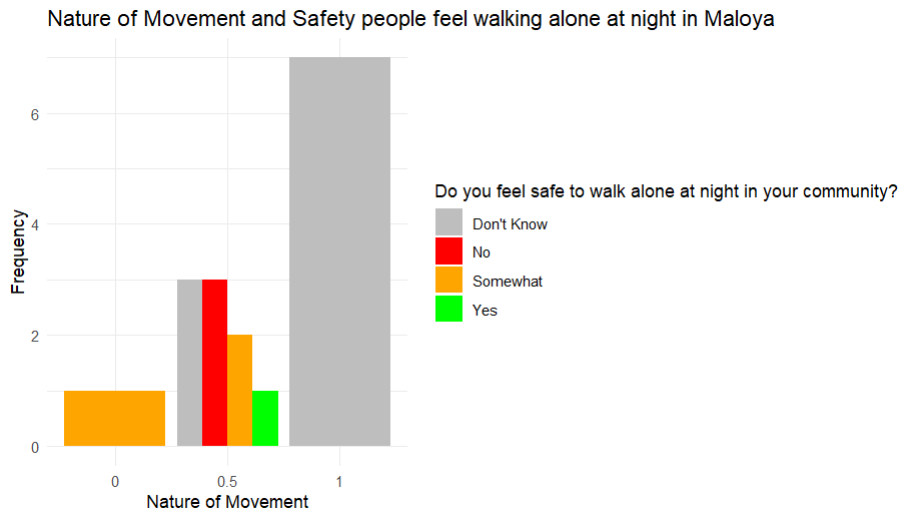 Nature of Movement and Safety people feel walking alone at night in Maloya
Frequency
6
4
2
0
0 0.5 1
Nature of Movement
Do you feel safe to walk alone at night in your community?
Don't Know
No
Somewhat
Yes